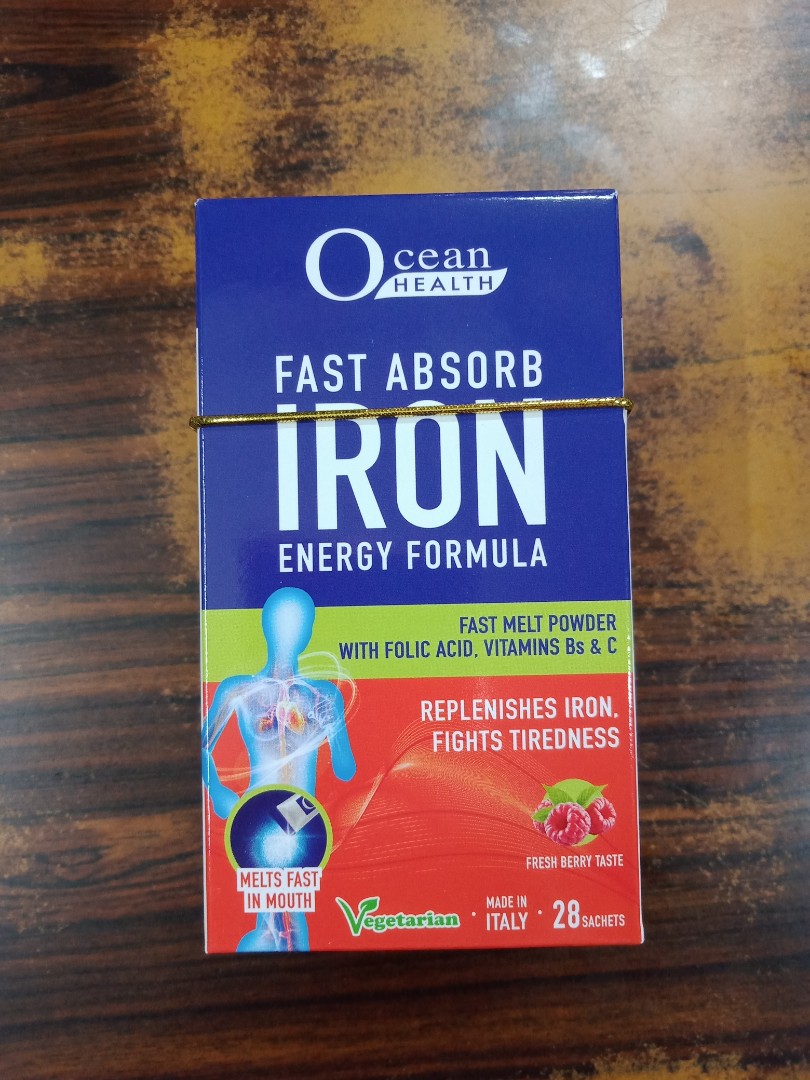 Ocean
HEALTH
FAST ABSORB
IRON
ENERGY FORMULA
FAST MELT POWDER
WITH FOLIC ACID, VITAMINS Bs & C
REPLENISHES IRON.
FIGHTS TIREDNESS
FRESH BERRY TASTE
MELTS FAST
IN MOUTH
Vegetarian · MADE IN ITALY · 28 SACHETS